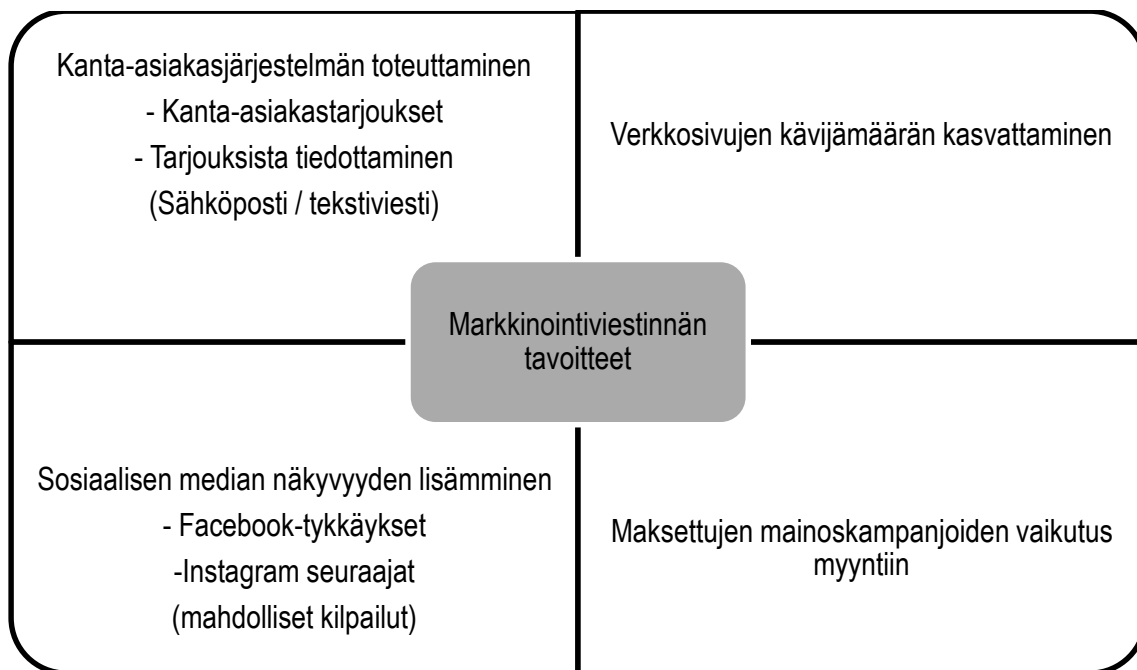 Kanta-asiakasjärjestelmän toteuttaminen
- Kanta-asiakastarjoukset
- Tarjouksista tiedottaminen
(Sähköposti / tekstiviesti)
Verkkosivujen kävijämäärän kasvattaminen
Markkinointiviestinnän
tavoitteet
Sosiaalisen median näkyvyyden lisämminen
- Facebook-tykkäykset
-Instagram seuraajat
(mahdolliset kilpailut)
Maksettujen mainoskampanjoiden vaikutus
myyntiin